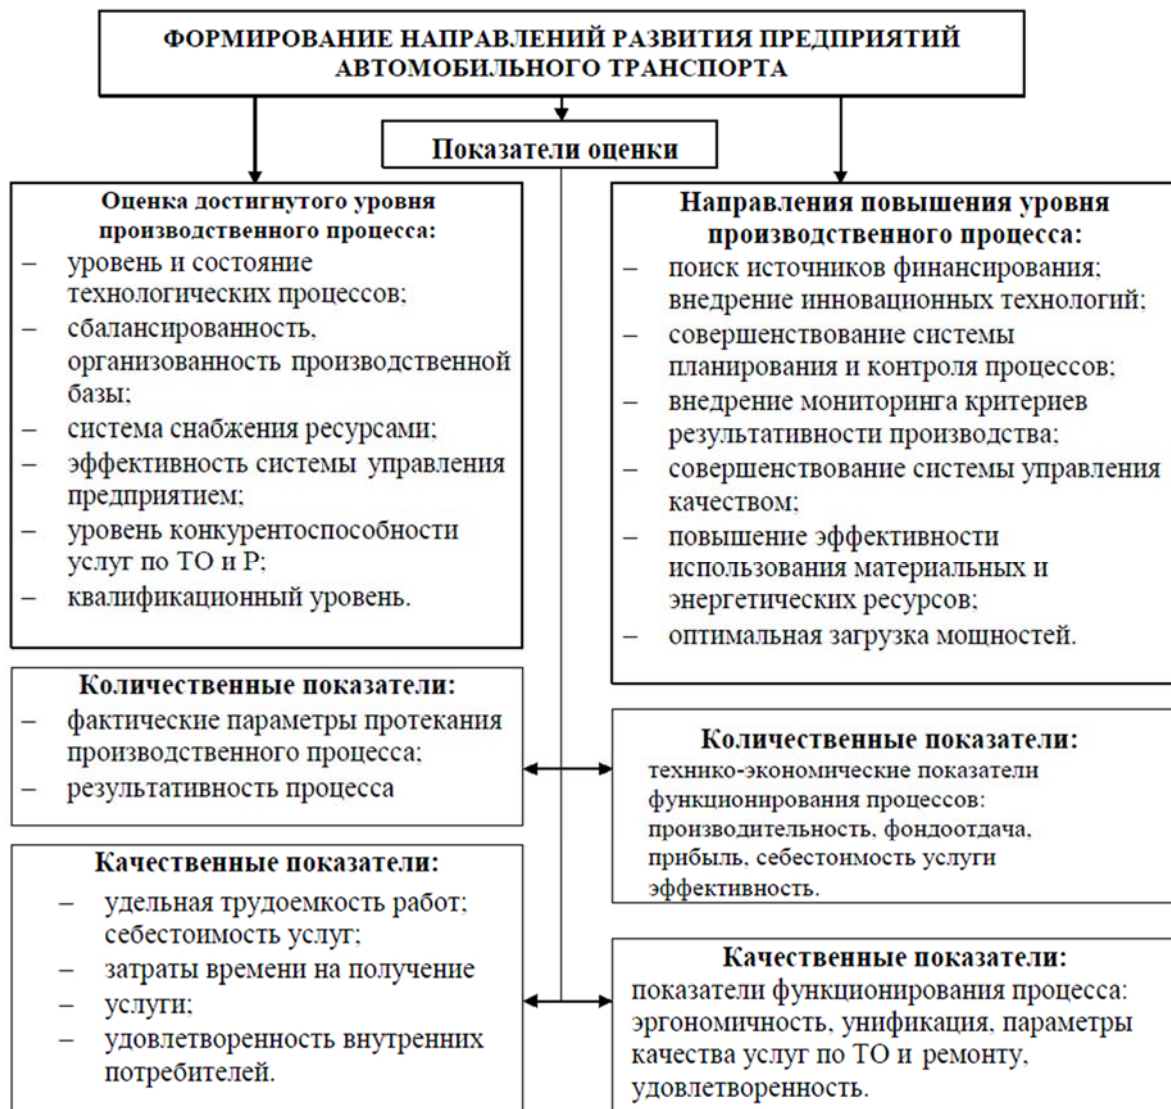 ФОРМИРОВАНИЕ НАПРАВЛЕНИЙ РАЗВИТИЯ ПРЕДПРИЯТИЙ
АВТОМОБИЛЬНОГО ТРАНСПОРТА
Показатели оценки
Оценка достигнутого уровня
производственного процесса:
– уровень и состояние
технологических процессов;
– сбалансированность,
организованность производственной
базы;
– система снабжения ресурсами;
– эффективность системы управления
предприятием;
– уровень конкурентоспособности
услуг по ТО и Р;
– квалификационный уровень.
Направления повышения уровня
производственного процесса:
– поиск источников финансирования;
внедрение инновационных технологий;
– совершенствование системы
планирования и контроля процессов;
– внедрение мониторинга критериев
результативности производства;
– совершенствование системы управления
качеством;
– повышение эффективности
использования материальных и
энергетических ресурсов;
– оптимальная загрузка мощностей.
Количественные показатели:
– фактические параметры протекания
производственного процесса;
– результативность процесса
Количественные показатели:
технико-экономические показатели
функционирования процессов:
производительность, фондоотдача,
прибыль, себестоимость услуги
эффективность.
Качественные показатели:
– удельная трудоемкость работ;
себестоимость услуг;
– затраты времени на получение
– услуги;
– удовлетворенность внутренних
потребителей.
Качественные показатели:
показатели функционирования процесса:
эргономичность, унификация, параметры
качества услуг по ТО и ремонту,
удовлетворенность.